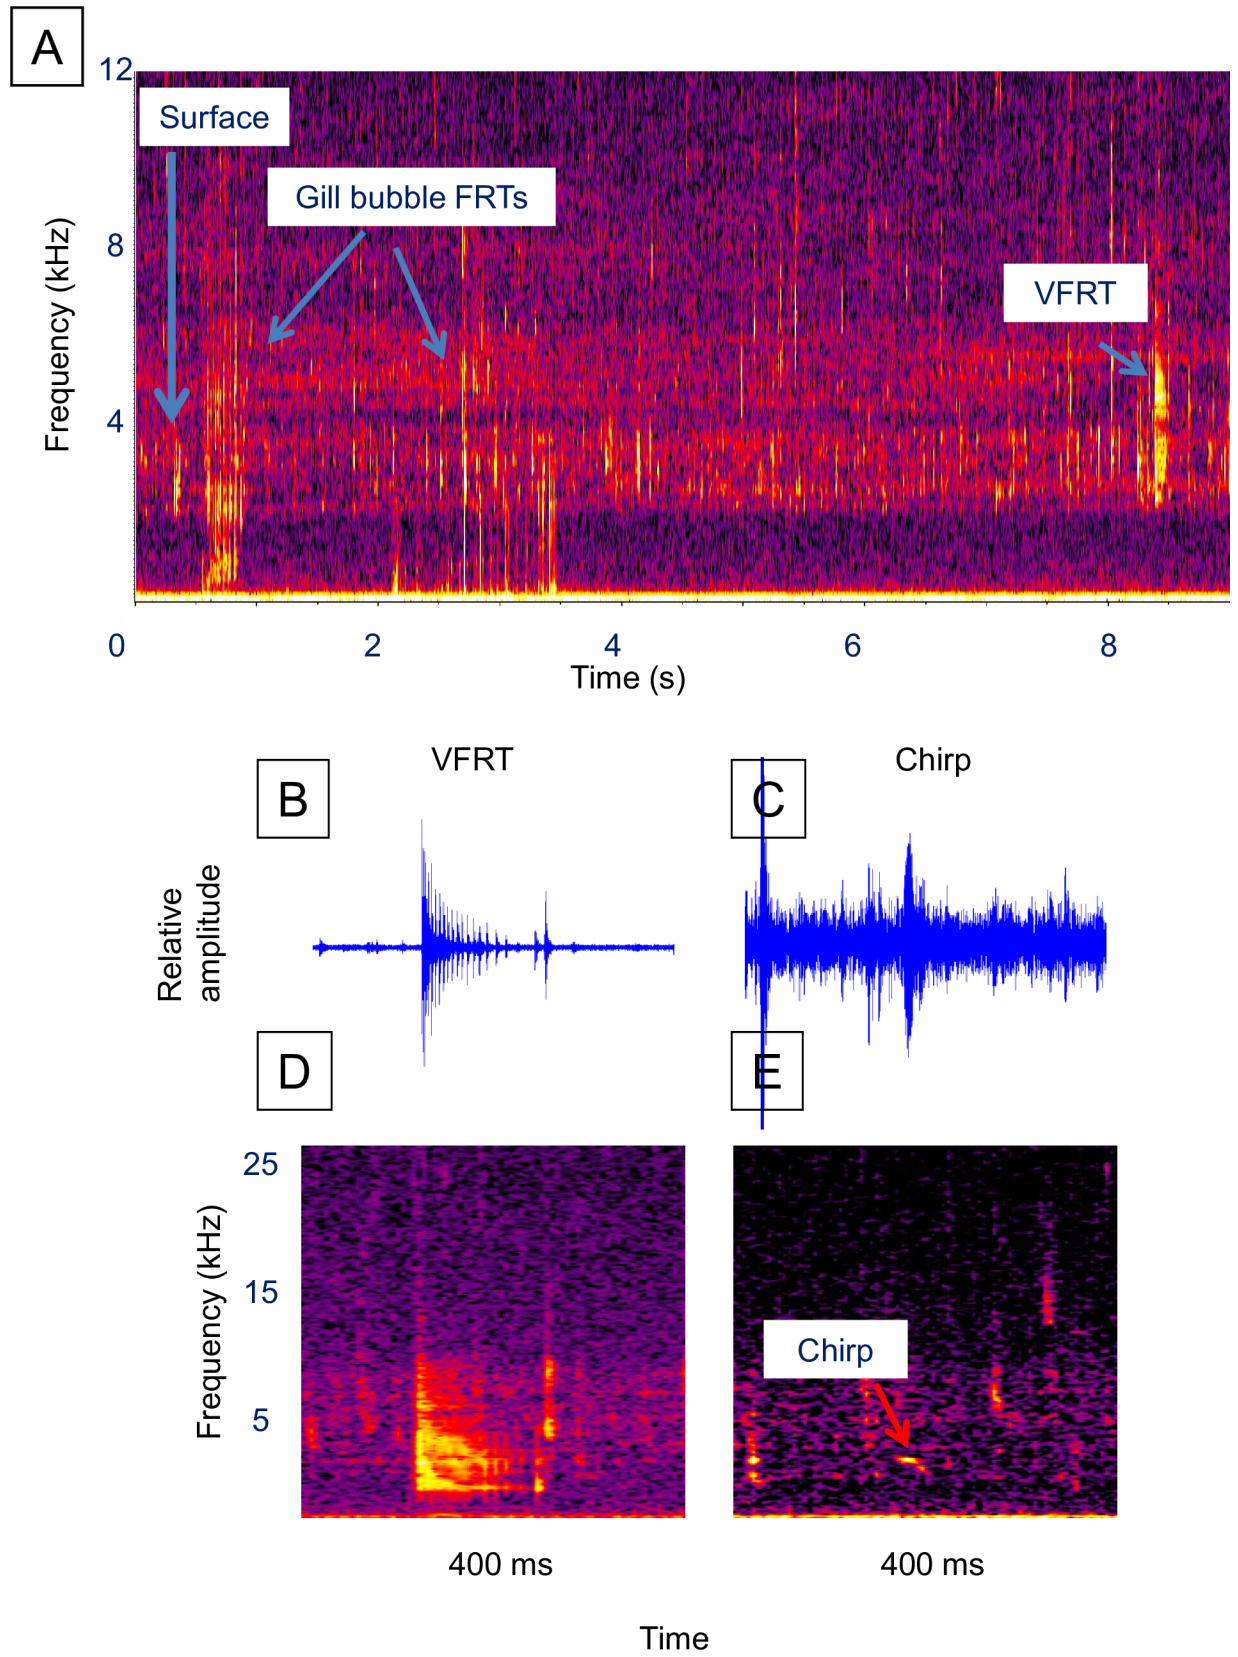 A
12
Surface
Gill bubble FRTs
8
VFRT
4
Frequency (kHz)
0 2 4 6 8
Time (s)
VFRT
Chirp
B
C
Relative
amplitude
D
E
25
15
5
Frequency (kHz)
Chirp
400 ms
400 ms
Time